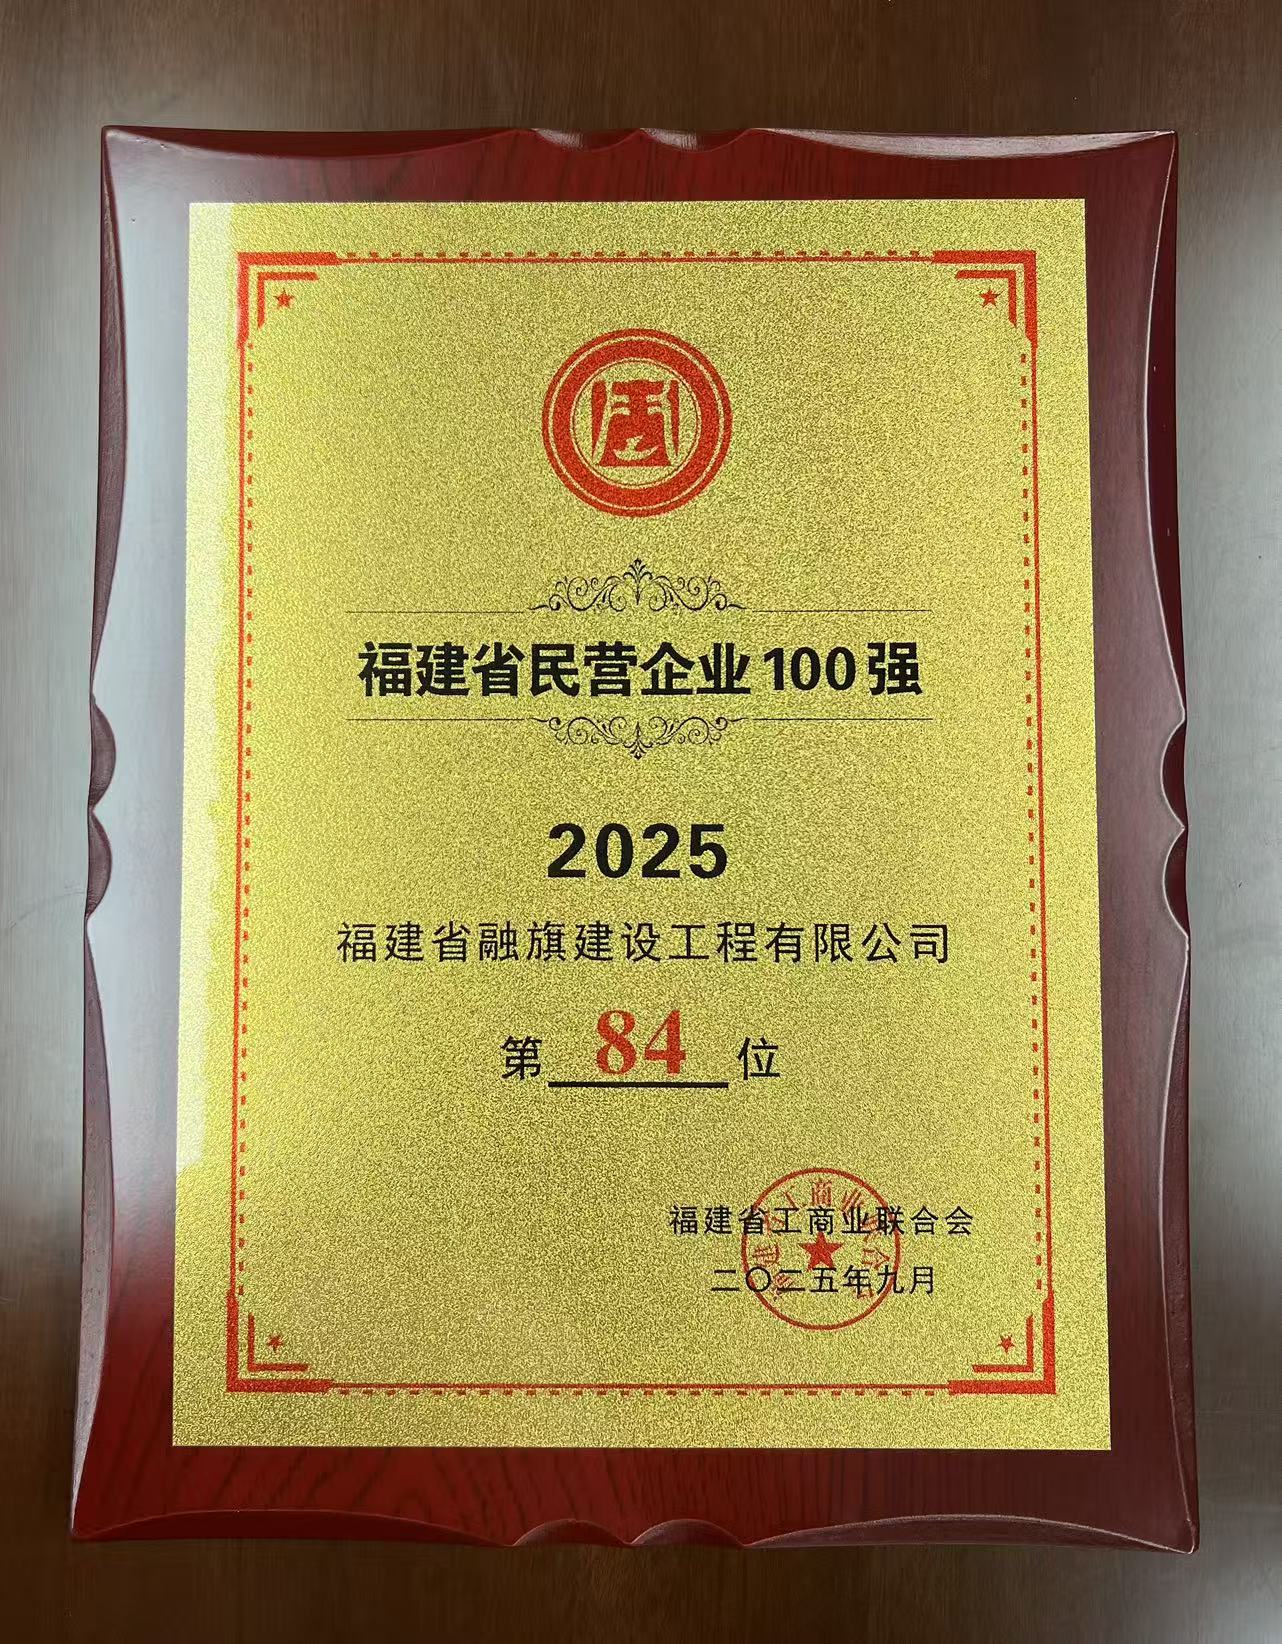 福建省民营企业100强
2025
福建省融旗建设工程有限公司
第 84 位
福建省工商业联合会
二〇二五年九月